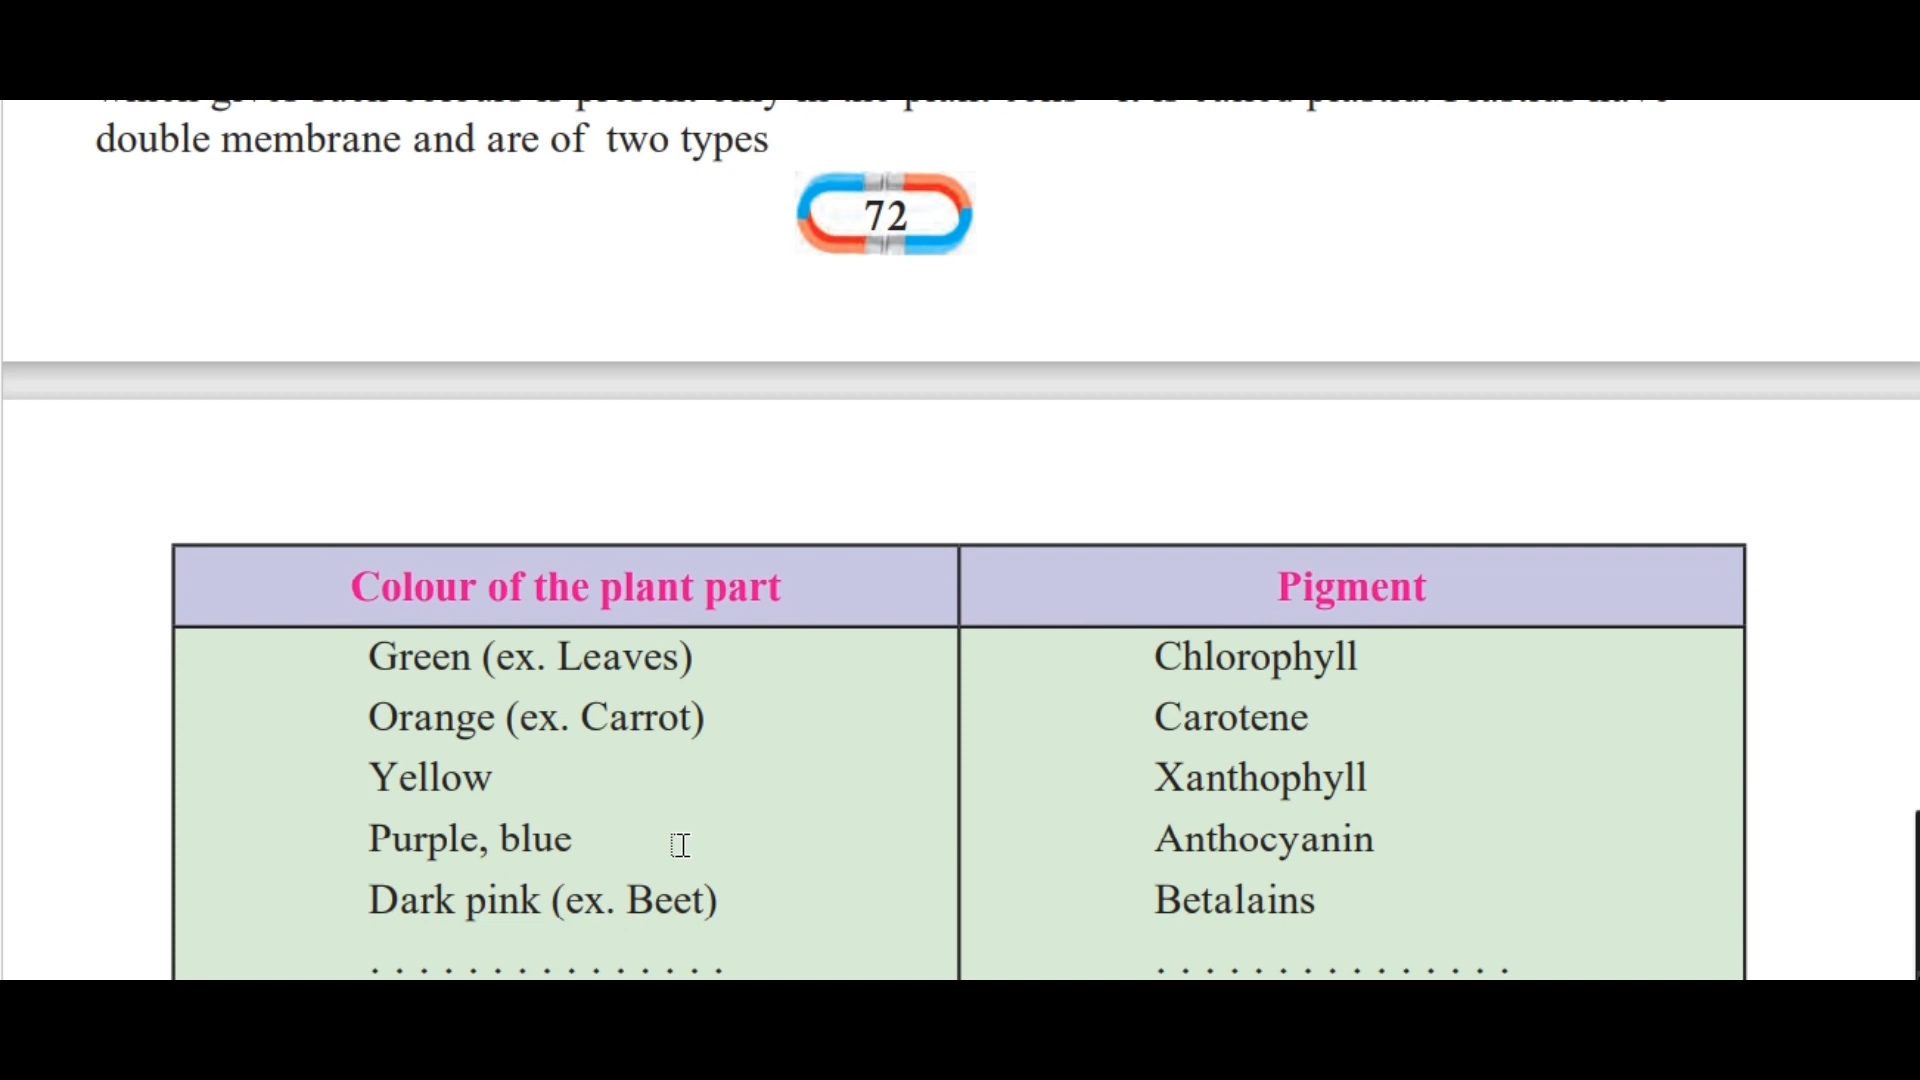 double membrane and are of two types
72
Colour of the plant part Pigment
Green (ex. Leaves) Chlorophyll
Orange (ex. Carrot) Carotene
Yellow Xanthophyll
Purple, blue Anthocyanin
Dark pink (ex. Beet) Betalains
. . . . . . . . . . . . . . . . . . . . . . . . . . . . . .